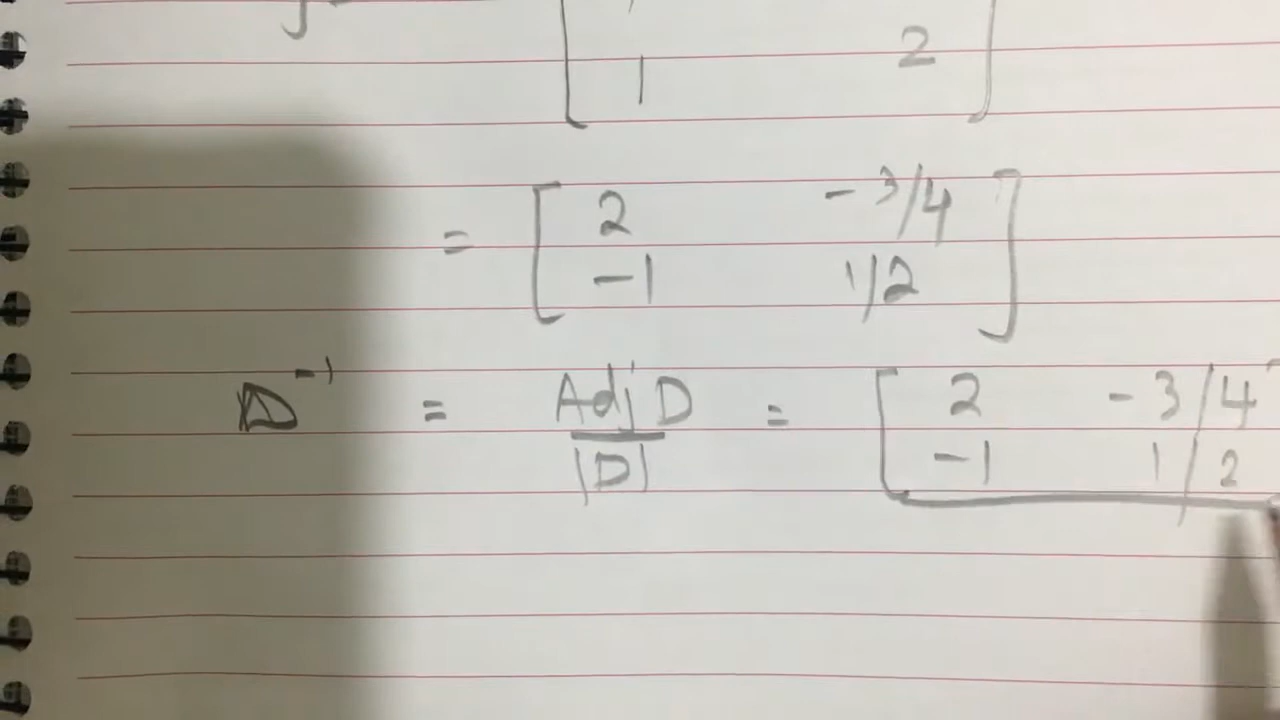 1 2
= [ 2 -3/4
-1 1/2 ]
D⁻¹ = Adj D / |D| = [ 2 -3/4
-1 1/2